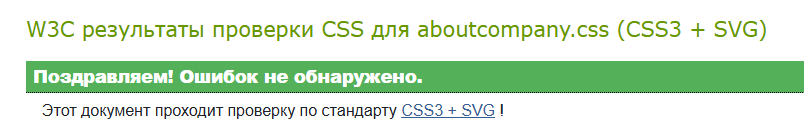 W3C результаты проверки CSS для aboutcompany.css (CSS3 + SVG)
Поздравляем! Ошибок не обнаружено.
Этот документ проходит проверку по стандарту CSS3 + SVG !